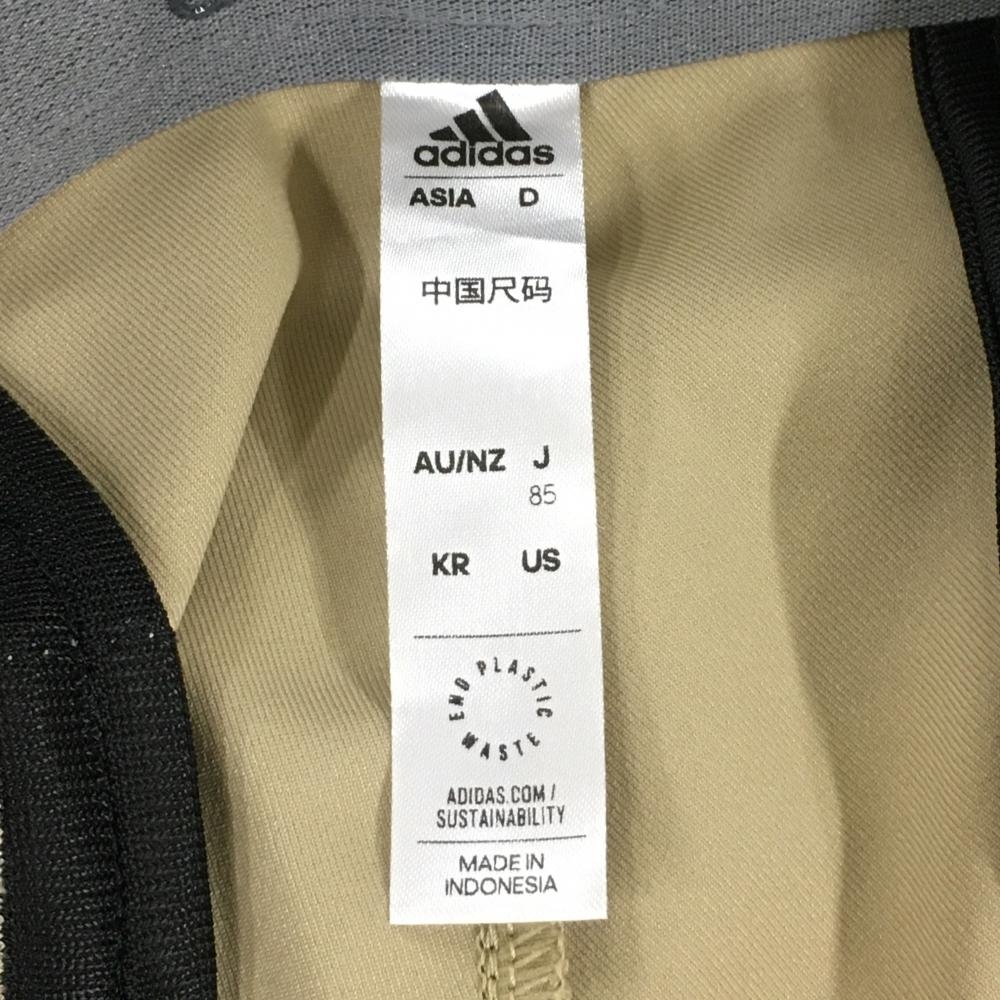 adidas
ASIA D
中国尺码
AU/NZ J
85
KR US
END PLASTIC WASTE
ADIDAS.COM /
SUSTAINABILITY
MADE IN
INDONESIA